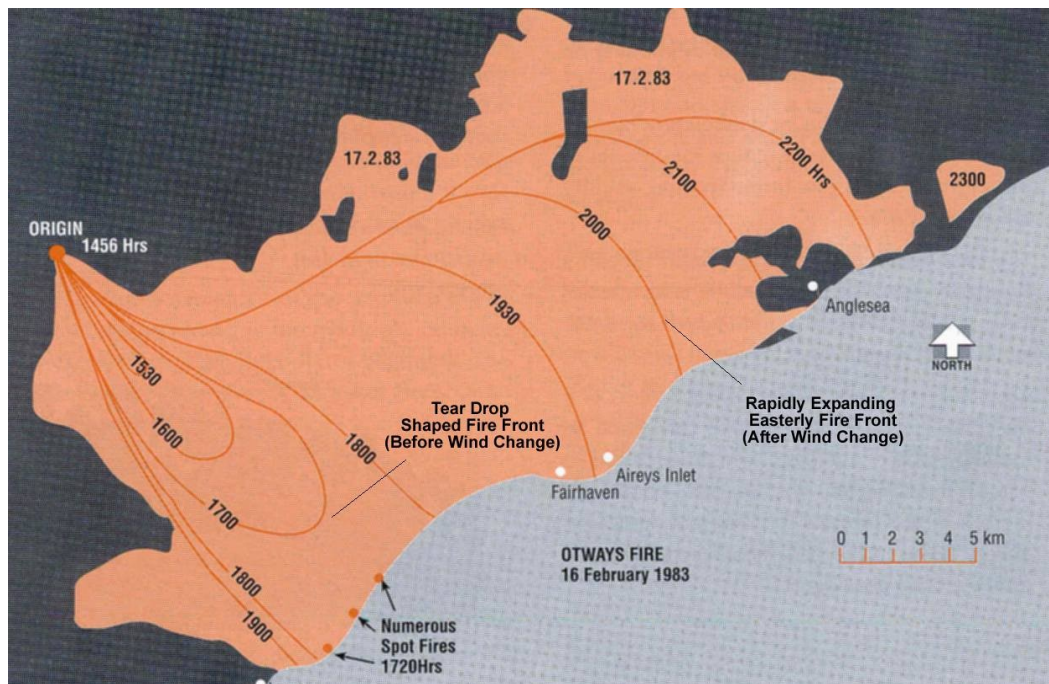 17.2.83
17.2.83
2200 Hrs
2100
2300
2000
ORIGIN
1456 Hrs
1930
Anglesea
NORTH
1530
1600
Tear Drop
Shaped Fire Front
(Before Wind Change)
Rapidly Expanding
Easterly Fire Front
(After Wind Change)
1800
Aireys Inlet
Fairhaven
1700
0 1 2 3 4 5 km
OTWAYS FIRE
16 February 1983
1800
1900
Numerous
Spot Fires
1720Hrs